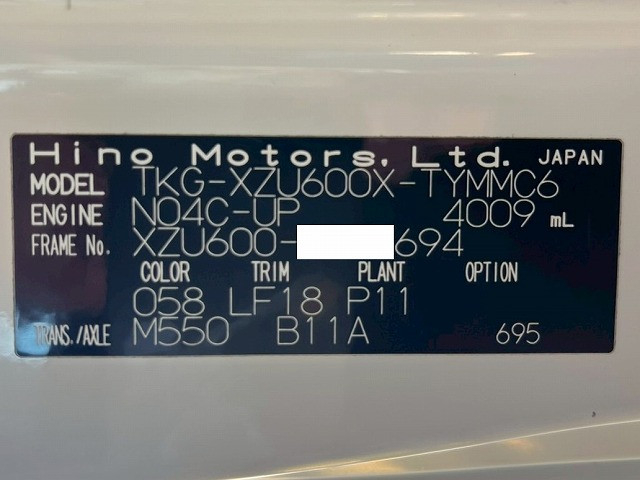 Hino Motors, Ltd. JAPAN
MODEL TKG-XZU600X-TYMMC6
ENGINE N04C-UP 4009 mL
FRAME No. XZU600- 694
COLOR TRIM PLANT OPTION
058 LF18 P11
TRANS./AXLE M550 B11A 695